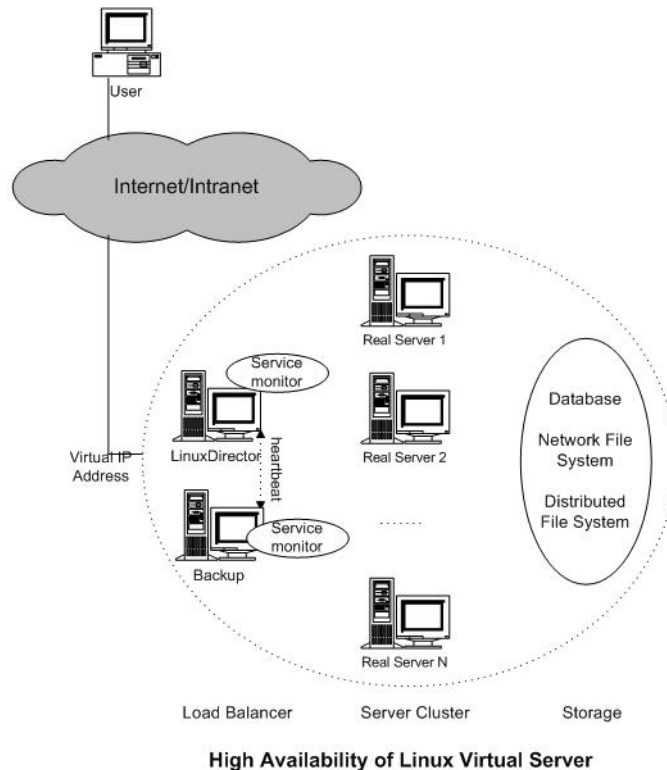 User
Internet/Intranet
Real Server 1
Service
monitor
LinuxDirector
Real Server 2
Virtual IP
Address
heartbeat
Service
monitor
Backup
.......
Database
Network File
System
Distributed
File System
Real Server N
Load Balancer
Server Cluster
Storage
High Availability of Linux Virtual Server